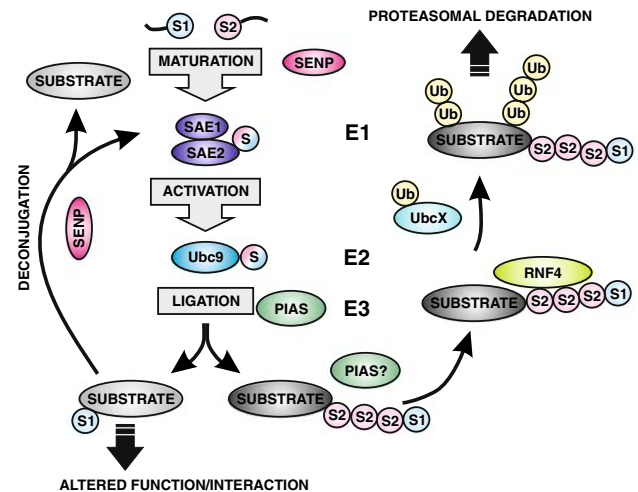 S1
S2
PROTEASOMAL DEGRADATION
MATURATION
SENP
SUBSTRATE
Ub
Ub
Ub
Ub
Ub
SAE1
SAE2
S
E1
SUBSTRATE
S2
S2
S2
S1
ACTIVATION
Ub
UbcX
DECONJUGATION
SENP
Ubc9
S
E2
RNF4
LIGATION
PIAS
E3
SUBSTRATE
S2
S2
S2
S1
PIAS?
SUBSTRATE
S1
SUBSTRATE
S2
S2
S2
S1
ALTERED FUNCTION/INTERACTION